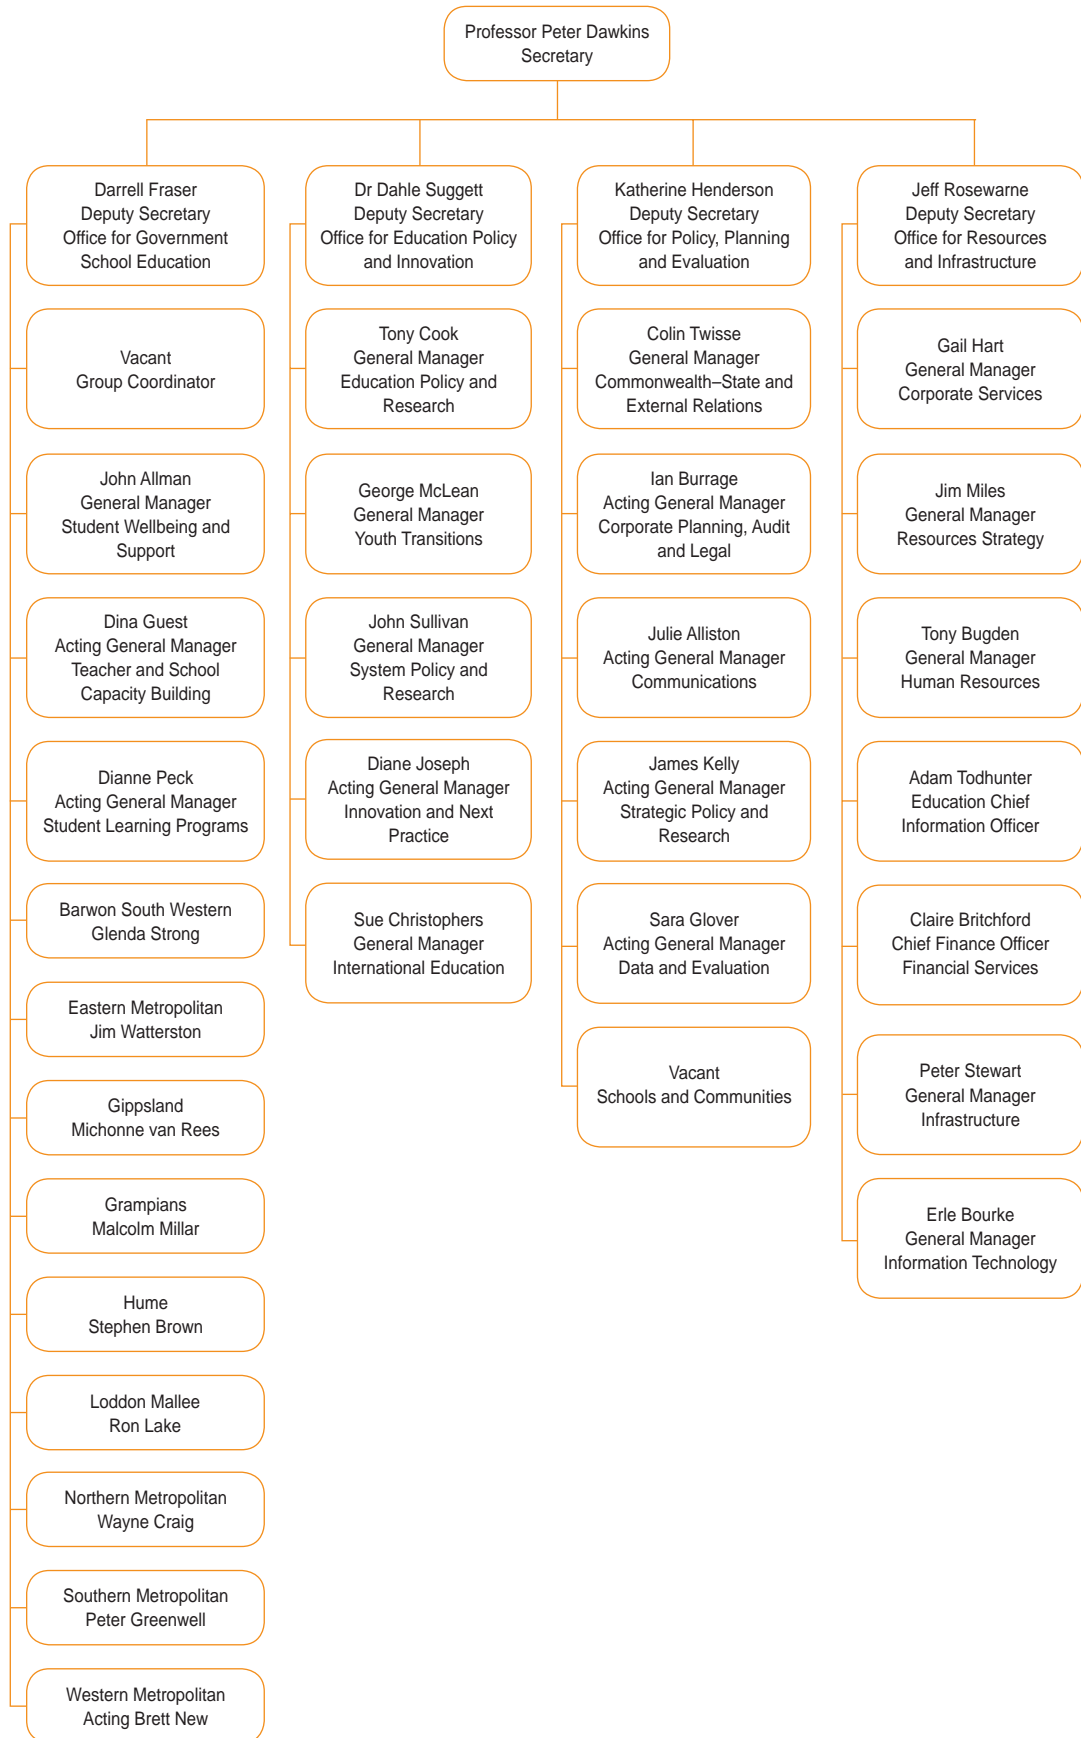 Professor Peter Dawkins
Secretary
Darrell Fraser
Deputy Secretary
Office for Government
School Education
Vacant
Group Coordinator
John Allman
General Manager
Student Wellbeing and
Support
Dina Guest
Acting General Manager
Teacher and School
Capacity Building
Dianne Peck
Acting General Manager
Student Learning Programs
Barwon South Western
Glenda Strong
Eastern Metropolitan
Jim Watterston
Gippsland
Michonne van Rees
Grampians
Malcolm Millar
Hume
Stephen Brown
Loddon Mallee
Ron Lake
Northern Metropolitan
Wayne Craig
Southern Metropolitan
Peter Greenwell
Western Metropolitan
Acting Brett New
Dr Dahle Suggett
Deputy Secretary
Office for Education Policy
and Innovation
Tony Cook
General Manager
Education Policy and
Research
George McLean
General Manager
Youth Transitions
John Sullivan
General Manager
System Policy and
Research
Diane Joseph
Acting General Manager
Innovation and Next
Practice
Sue Christophers
General Manager
International Education
Katherine Henderson
Deputy Secretary
Office for Policy, Planning
and Evaluation
Colin Twisse
General Manager
Commonwealth–State and
External Relations
Ian Burrage
Acting General Manager
Corporate Planning, Audit
and Legal
Julie Alliston
Acting General Manager
Communications
James Kelly
Acting General Manager
Strategic Policy and
Research
Sara Glover
Acting General Manager
Data and Evaluation
Vacant
Schools and Communities
Jeff Rosewarne
Deputy Secretary
Office for Resources
and Infrastructure
Gail Hart
General Manager
Corporate Services
Jim Miles
General Manager
Resources Strategy
Tony Bugden
General Manager
Human Resources
Adam Todhunter
Education Chief
Information Officer
Claire Britchford
Chief Finance Officer
Financial Services
Peter Stewart
General Manager
Infrastructure
Erle Bourke
General Manager
Information Technology